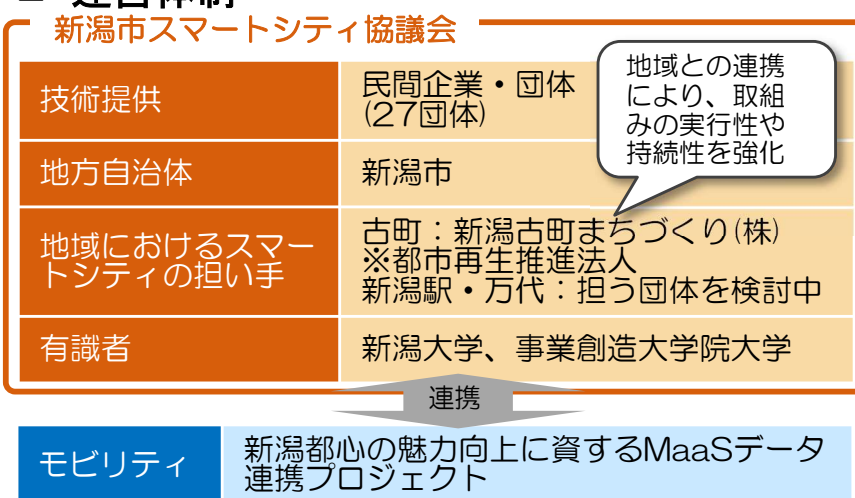 新潟市スマートシティ協議会
技術提供
民間企業・団体
(27団体)
地域との連携
により、取組
みの実行性や
持続性を強化
地方自治体
新潟市
地域におけるスマー
トシティの担い手
古町：新潟古町まちづくり(株)
※都市再生推進法人
新潟駅・万代：担う団体を検討中
有識者
新潟大学、事業創造大学院大学
連携
モビリティ
新潟都心の魅力向上に資するMaaSデータ
連携プロジェクト